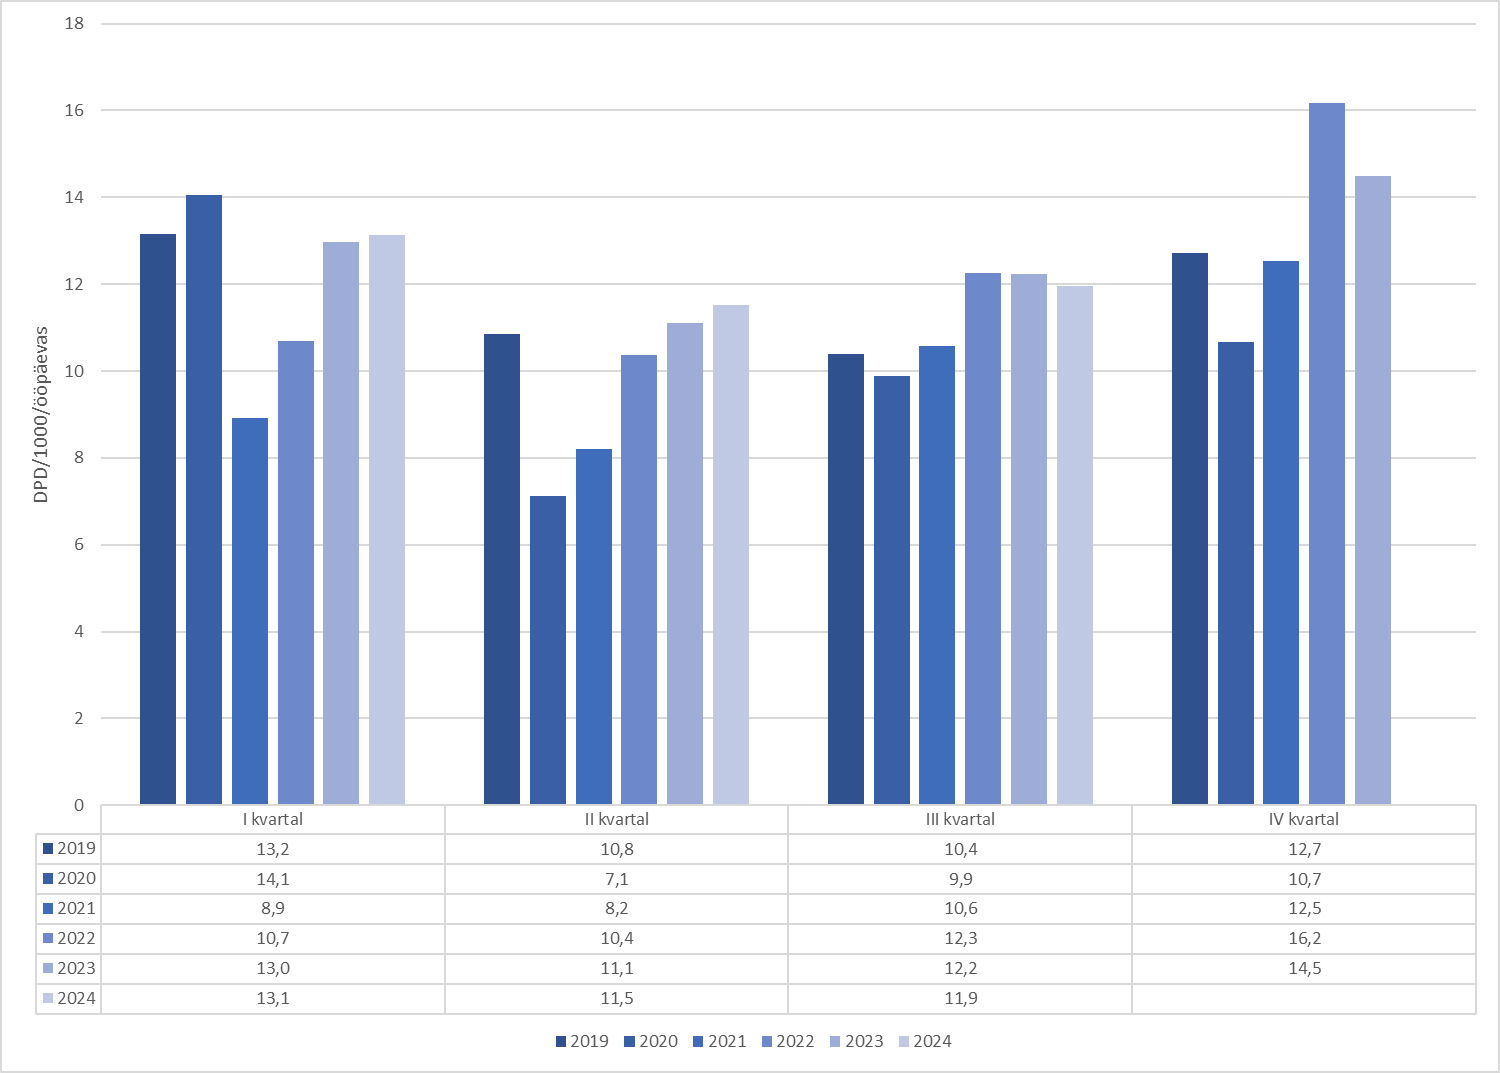 18
16
14
12
10
8
6
4
2
0
DPD/1000/ööpäevas
I kvartal II kvartal III kvartal IV kvartal
2019 13,2 10,8 10,4 12,7
2020 14,1 7,1 9,9 10,7
2021 8,9 8,2 10,6 12,5
2022 10,7 10,4 12,3 16,2
2023 13,0 11,1 12,2 14,5
2024 13,1 11,5 11,9
2019 2020 2021 2022 2023 2024